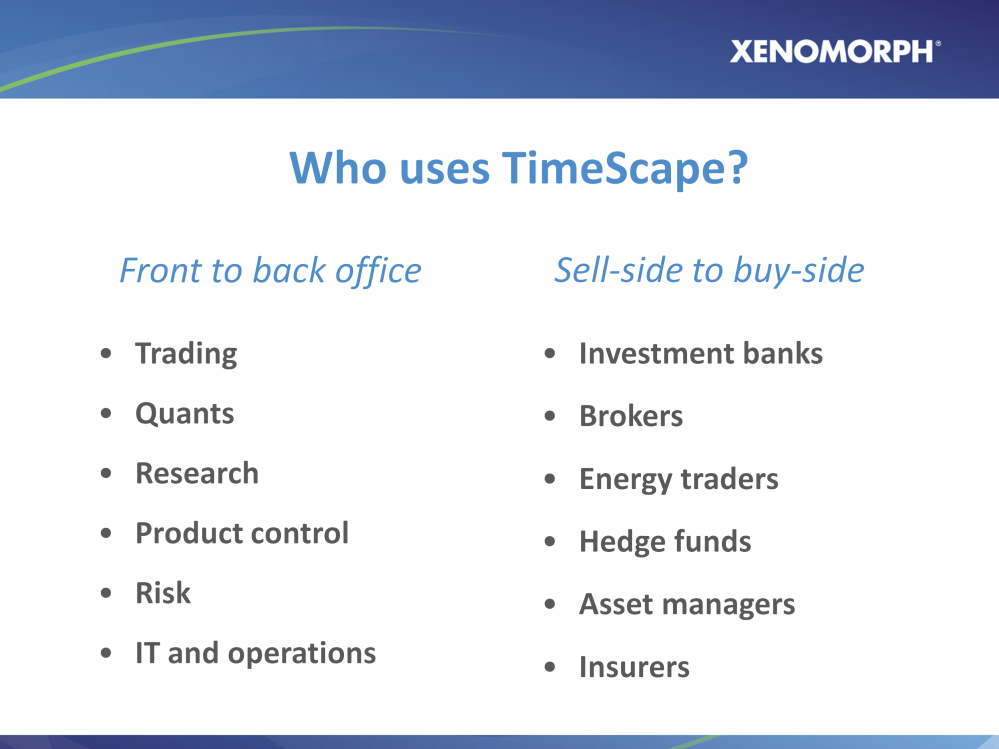 XENOMORPH®
Who uses TimeScape?
Front to back office
• Trading
• Quants
• Research
• Product control
• Risk
• IT and operations
Sell-side to buy-side
• Investment banks
• Brokers
• Energy traders
• Hedge funds
• Asset managers
• Insurers